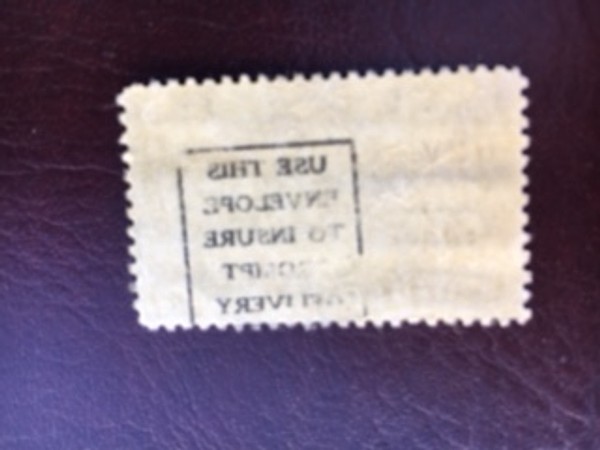 USE THIS
ENVELOPE
TO INSURE
PROMPT
DELIVERY